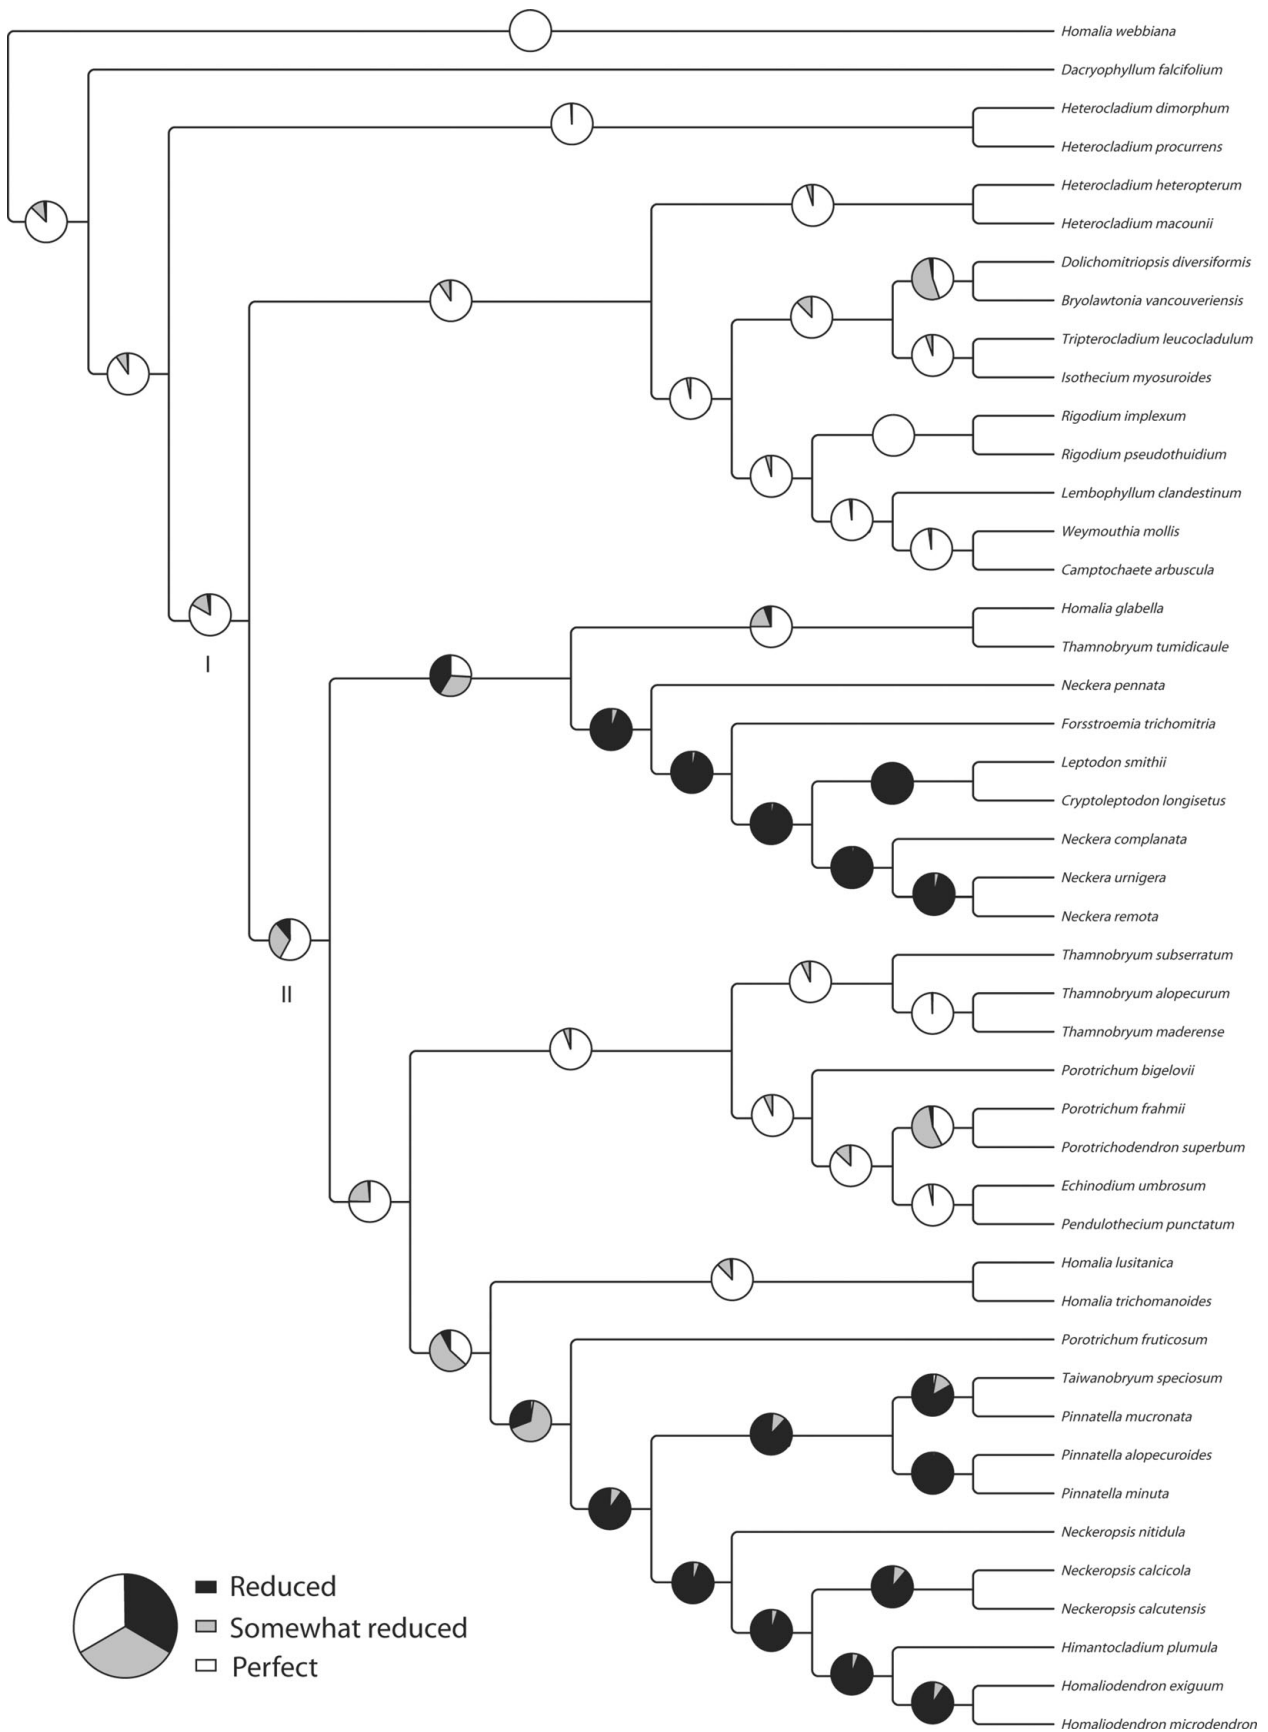 Homalia webbiana
Dacryophyllum falcifolium
Heterocladium dimorphum
Heterocladium procurrens
Heterocladium heteropterum
Heterocladium macounii
Dolichomitriopsis diversiformis
Bryolawtonia vancouveriensis
Tripterocladium leucocladulum
Isothecium myosuroides
Rigodium implexum
Rigodium pseudothuidium
Lembophyllum clandestinum
Weymouthia mollis
Camptochaete arbuscula
Homalia glabella
Thamnobryum tumidicaule
I
Neckera pennata
Forsstroemia trichomitria
Leptodon smithii
Cryptoleptodon longisetus
Neckera complanata
Neckera urnigera
Neckera remota
Thamnobryum subserratum
II
Thamnobryum alopecurum
Thamnobryum maderense
Porotrichum bigelovii
Porotrichum frahmii
Porotrichodendron superbum
Echinodium umbrosum
Pendulothecium punctatum
Homalia lusitanica
Homalia trichomanoides
Porotrichum fruticosum
Taiwanobryum speciosum
Pinnatella mucronata
Pinnatella alopecuroides
Pinnatella minuta
Neckeropsis nitidula
Neckeropsis calcicola
Neckeropsis calcutensis
Himantocladium plumula
Homaliodendron exiguum
Homaliodendron microdendron
Reduced
Somewhat reduced
Perfect